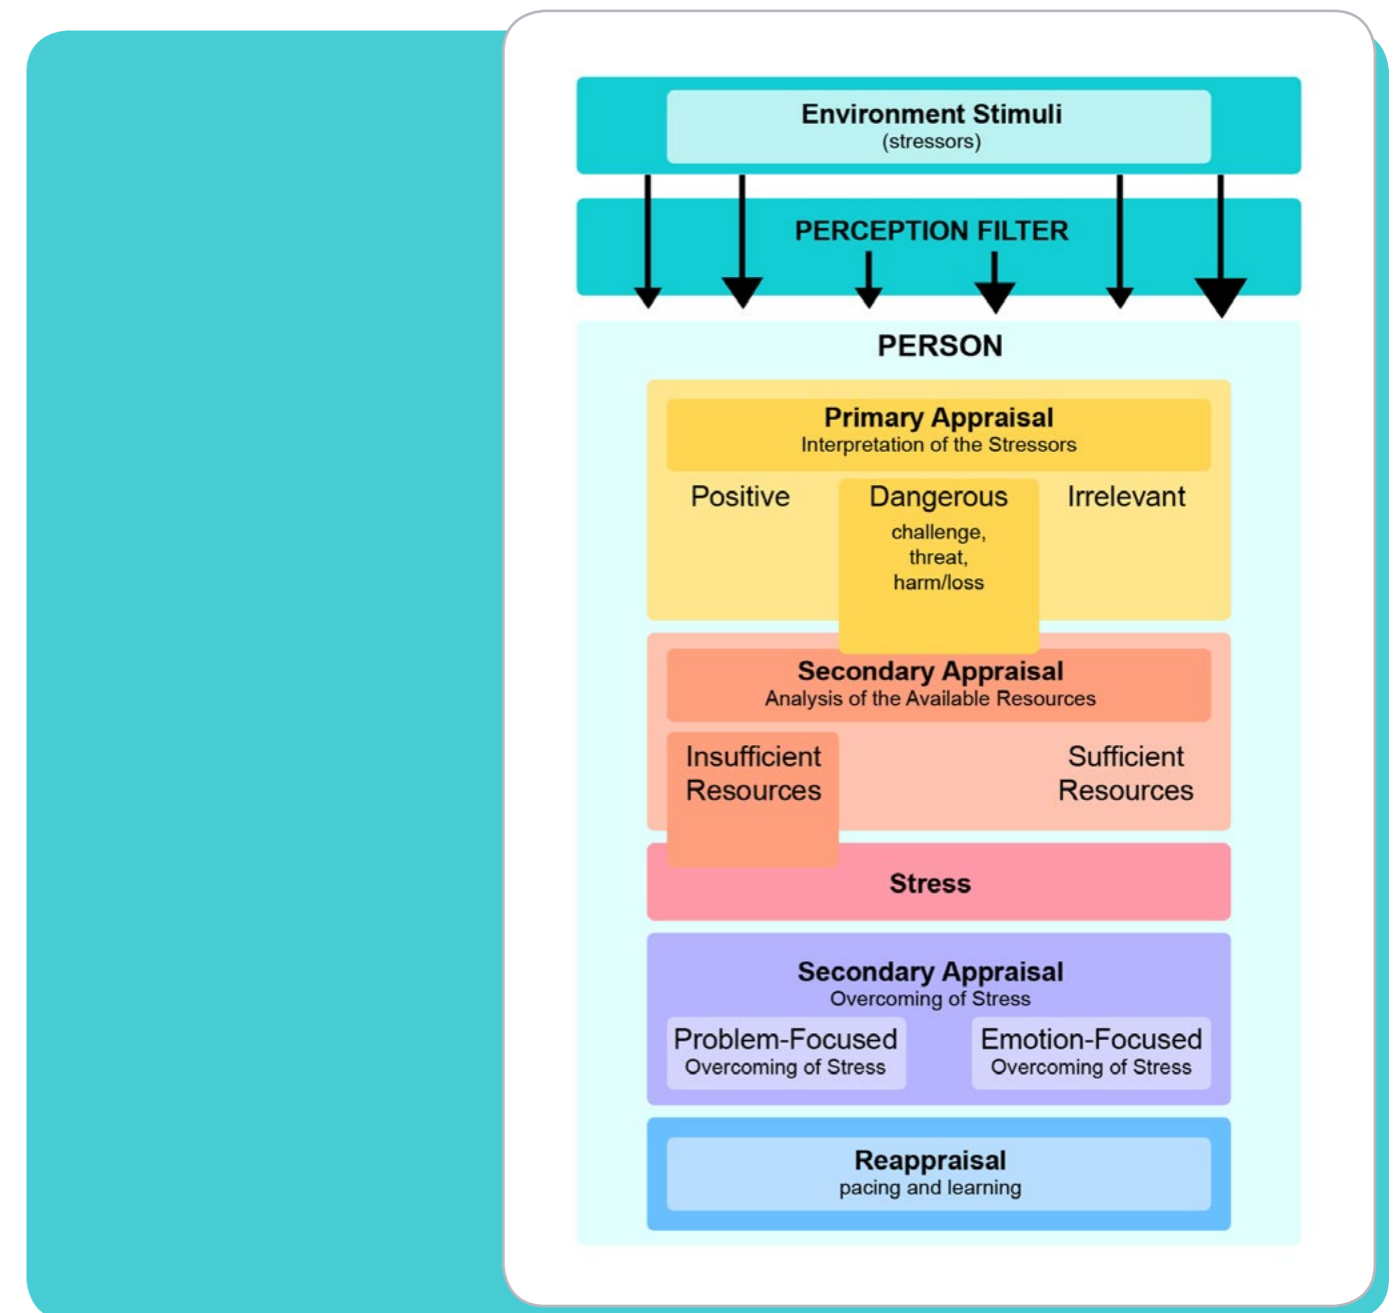 Environment Stimuli
(stressors)
PERCEPTION FILTER
PERSON
Primary Appraisal
Interpretation of the Stressors
Positive
Dangerous
challenge,
threat,
harm/loss
Irrelevant
Secondary Appraisal
Analysis of the Available Resources
Insufficient
Resources
Sufficient
Resources
Stress
Secondary Appraisal
Overcoming of Stress
Problem-Focused
Overcoming of Stress
Emotion-Focused
Overcoming of Stress
Reappraisal
pacing and learning